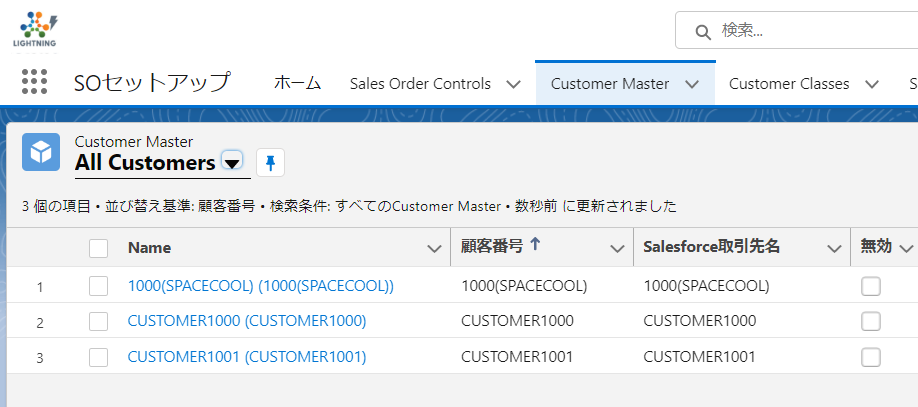 LIGHTNING
検索...
SOセットアップ ホーム Sales Order Controls Customer Master Customer Classes S
Customer Master
All Customers
3 個の項目・並び替え基準: 顧客番号・検索条件: すべてのCustomer Master・数秒前 に更新されました
Name 顧客番号 Salesforce取引先名 無効
1 1000(SPACECOOL) (1000(SPACECOOL)) 1000(SPACECOOL) 1000(SPACECOOL)
2 CUSTOMER1000 (CUSTOMER1000) CUSTOMER1000 CUSTOMER1000
3 CUSTOMER1001 (CUSTOMER1001) CUSTOMER1001 CUSTOMER1001